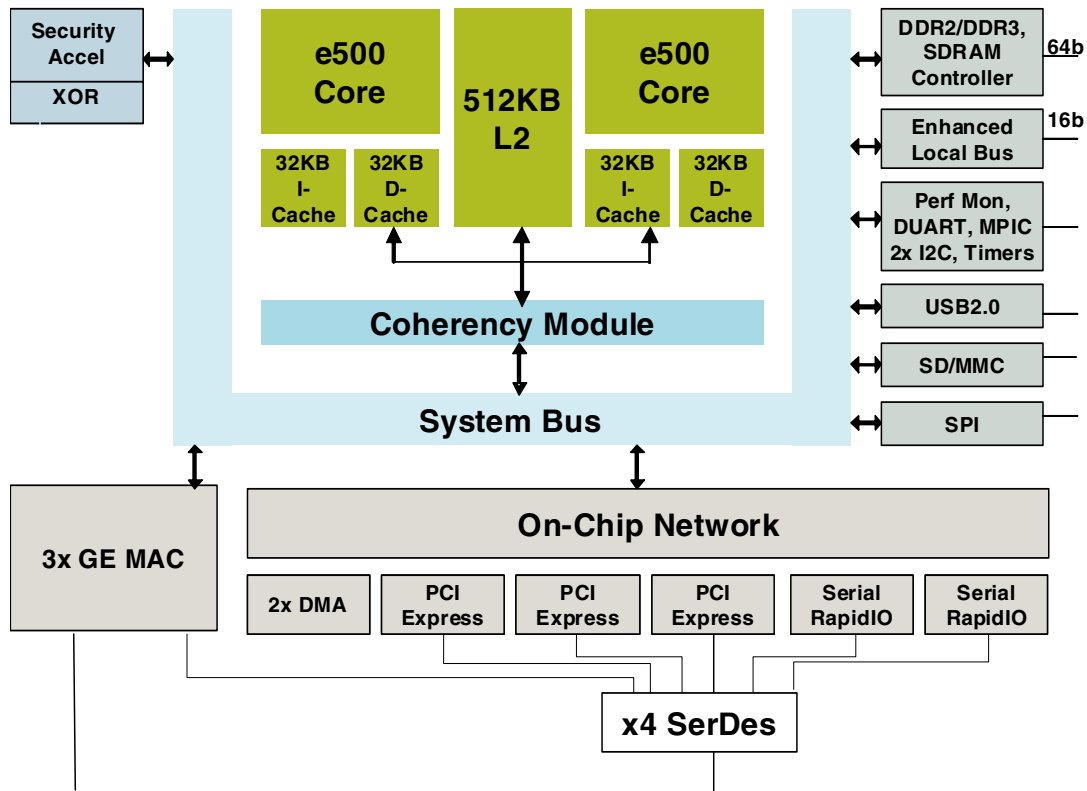 Security
Accel
XOR
e500
Core
512KB
L2
e500
Core
32KB
I-
Cache
32KB
D-
Cache
32KB
I-
Cache
32KB
D-
Cache
Coherency Module
System Bus
DDR2/DDR3,
SDRAM
Controller
64b
Enhanced
Local Bus
16b
Perf Mon,
DUART, MPIC
2x I2C, Timers
USB2.0
SD/MMC
SPI
3x GE MAC
On-Chip Network
2x DMA
PCI
Express
PCI
Express
PCI
Express
Serial
RapidIO
Serial
RapidIO
x4 SerDes